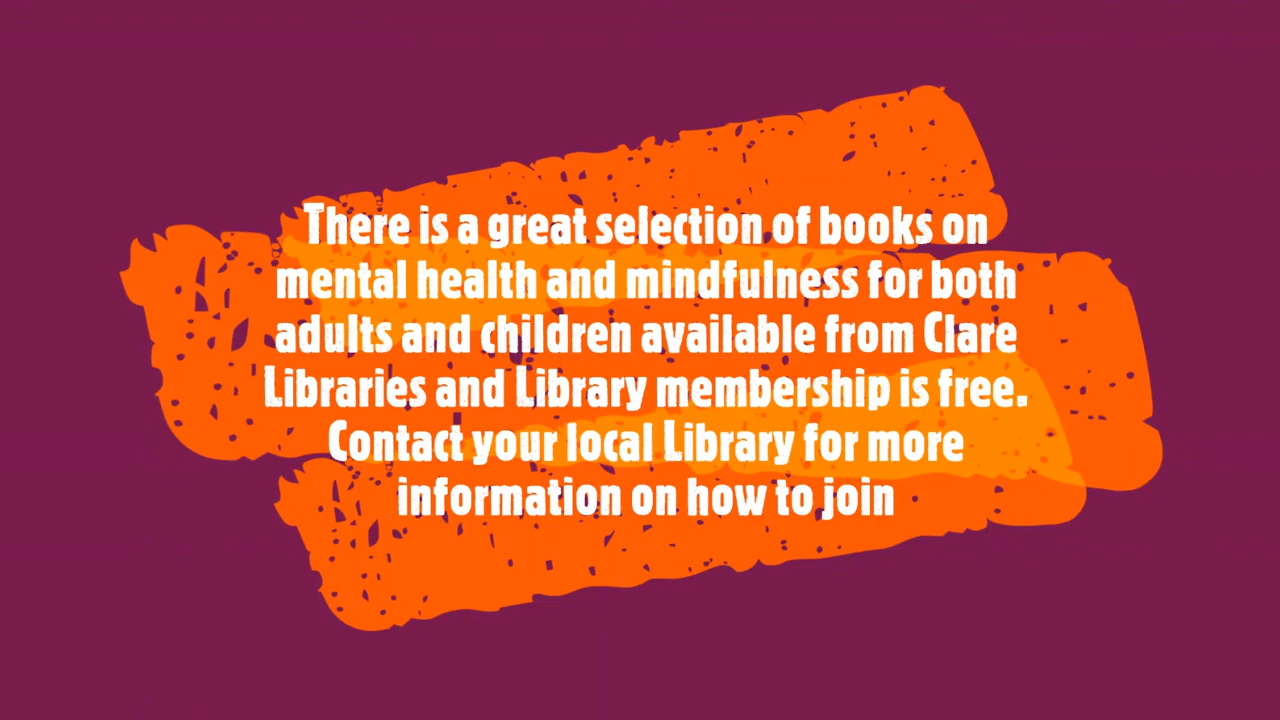 There is a great selection of books on
mental health and mindfulness for both
adults and children available from Clare
Libraries and Library membership is free.
Contact your local Library for more
information on how to join